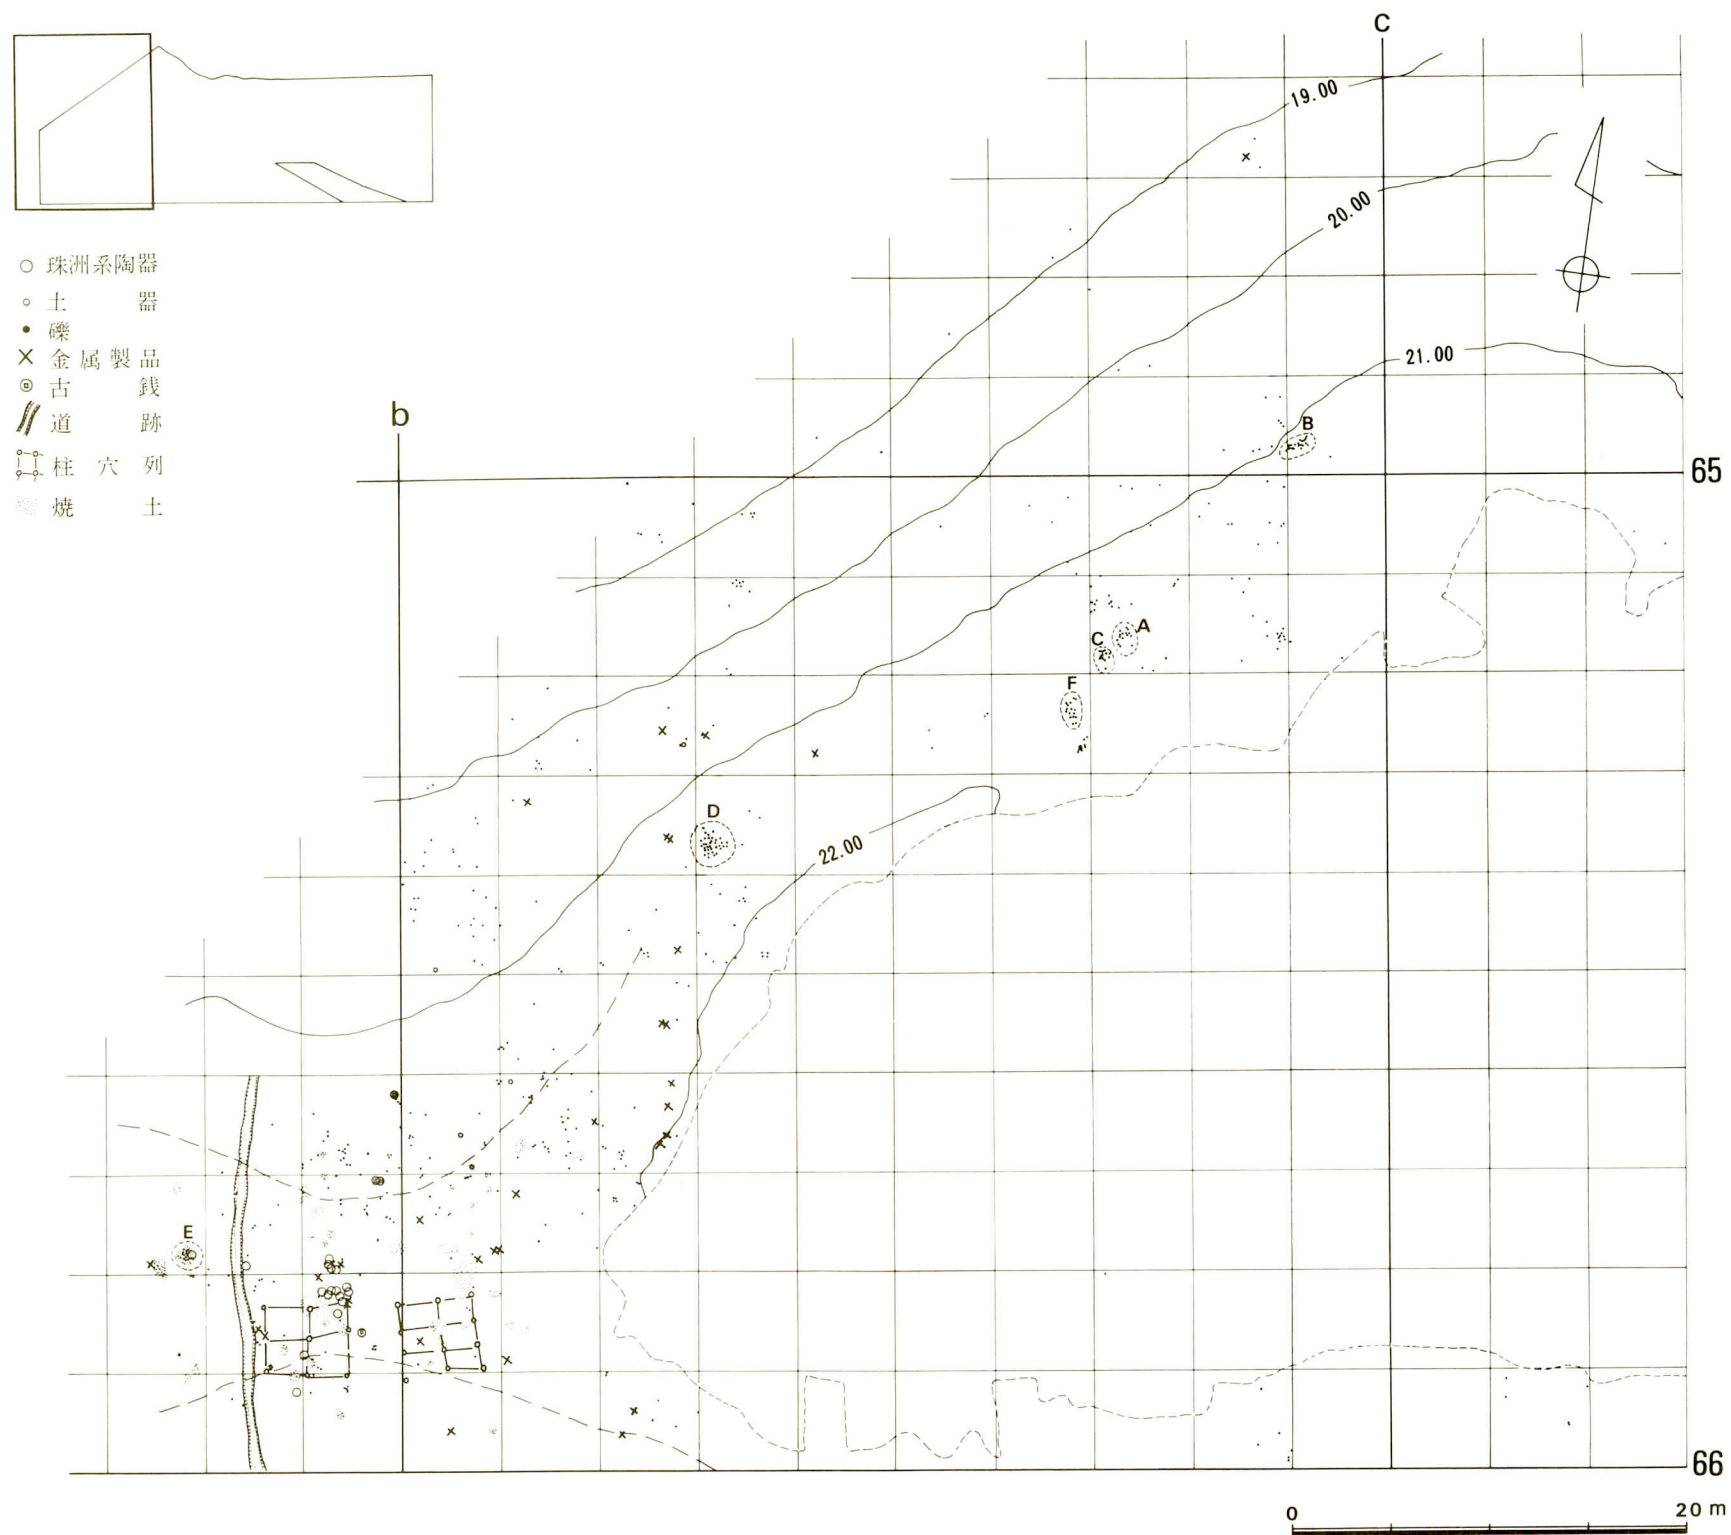 C
19.00
20.00
○ 珠洲系陶器
○ 土 器
● 礫
× 金属製品
◎ 古 銭
道 跡
柱穴列
焼 土
21.00
b
B
65
A
C
F
D
22.00
E
66
0 20 m